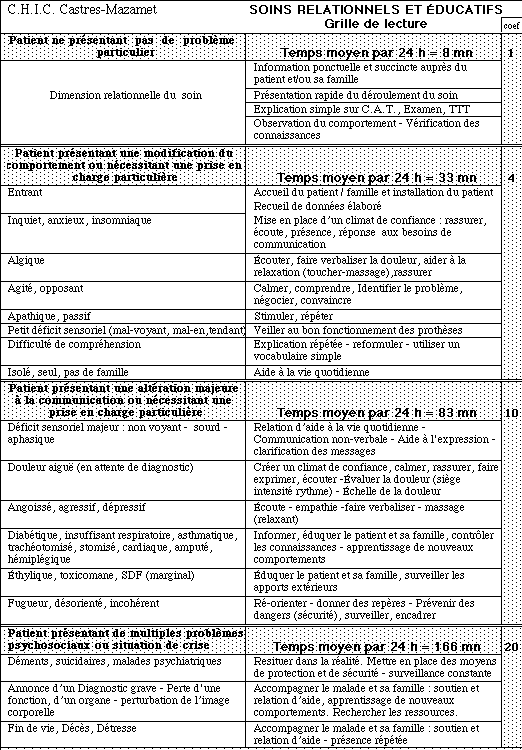 C.H.I.C. Castres-Mazamet
SOINS RELATIONNELS ET ÉDUCATIFS
Grille de lecture
coef
Patient ne présentant pas de problème
particulier
Temps moyen par 24 h = 8 mn
1
Dimension relationnelle du soin
Information ponctuelle et succincte auprès du
patient et/ou sa famille
Présentation rapide du déroulement du soin
Explication simple sur C.A.T., Examen, TTT
Observation du comportement - Vérification des
connaissances
Patient présentant une modification du
comportement ou nécessitant une prise en
charge particulière
Temps moyen par 24 h = 33 mn
4
Entrant
Accueil du patient / famille et installation du patient
Recueil de données élaboré
Inquiet, anxieux, insomniaque
Mise en place d'un climat de confiance : rassurer,
écoute, présence, réponse aux besoins de
communication
Algique
Écouter, faire verbaliser la douleur, aider à la
relaxation (toucher-massage),rassurer
Agité, opposant
Calmer, comprendre, Identifier le problème,
négocier, convaincre
Apathique, passif
Stimuler, répéter
Petit déficit sensoriel (mal-voyant, mal-en,tendant)
Veiller au bon fonctionnement des prothèses
Difficulté de compréhension
Explication répétée - reformuler - utiliser un
vocabulaire simple
Isolé, seul, pas de famille
Aide à la vie quotidienne
Patient présentant une altération majeure
à la communication ou nécessitant une
prise en charge particulière
Temps moyen par 24 h = 83 mn
10
Déficit sensoriel majeur : non voyant - sourd -
aphasique
Relation d'aide à la vie quotidienne -
Communication non-verbale - Aide à l'expression -
clarification des messages
Douleur aiguë (en attente de diagnostic)
Créer un climat de confiance, calmer, rassurer, faire
exprimer, écouter -Évaluer la douleur (siège
intensité rythme) - Échelle de la douleur
Angoissé, agressif, dépressif
Écoute - empathie -faire verbaliser - massage
(relaxant)
Diabétique, insuffisant respiratoire, asthmatique,
trachéotomisé, stomisé, cardiaque, amputé,
hémiplégique
Informer, éduquer le patient et sa famille, contrôler
les connaissances - apprentissage de nouveaux
comportements
Éthylique, toxicomane, SDF (marginal)
Éduquer le patient et sa famille, surveiller les
apports extérieurs
Fugueur, désorienté, incohérent
Ré-orienter - donner des repères - Prévenir des
dangers (sécurité), surveiller, encadrer
Patient présentant de multiples problèmes
psychosociaux ou situation de crise
Temps moyen par 24 h = 166 mn
20
Déments, suicidaires, malades psychiatriques
Resituer dans la réalité. Mettre en place des moyens
de protection et de sécurité - surveillance constante
Annonce d'un Diagnostic grave - Perte d'une
fonction, d'un organe - perturbation de l'image
corporelle
Accompagner le malade et sa famille : soutien et
relation d'aide, apprentissage de nouveaux
comportements. Rechercher les ressources.
Fin de vie, Décès, Détresse
Accompagner le malade et sa famille : soutien et
relation d'aide - présence répétée